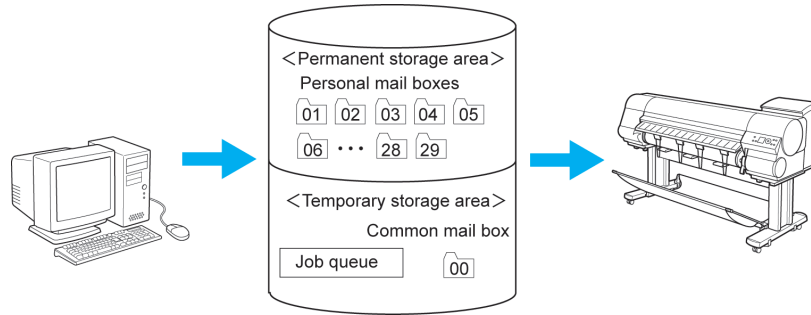 ＜Permanent storage area＞
Personal mail boxes
01 02 03 04 05
06 ･･･ 28 29
＜Temporary storage area＞
Common mail box
Job queue 00